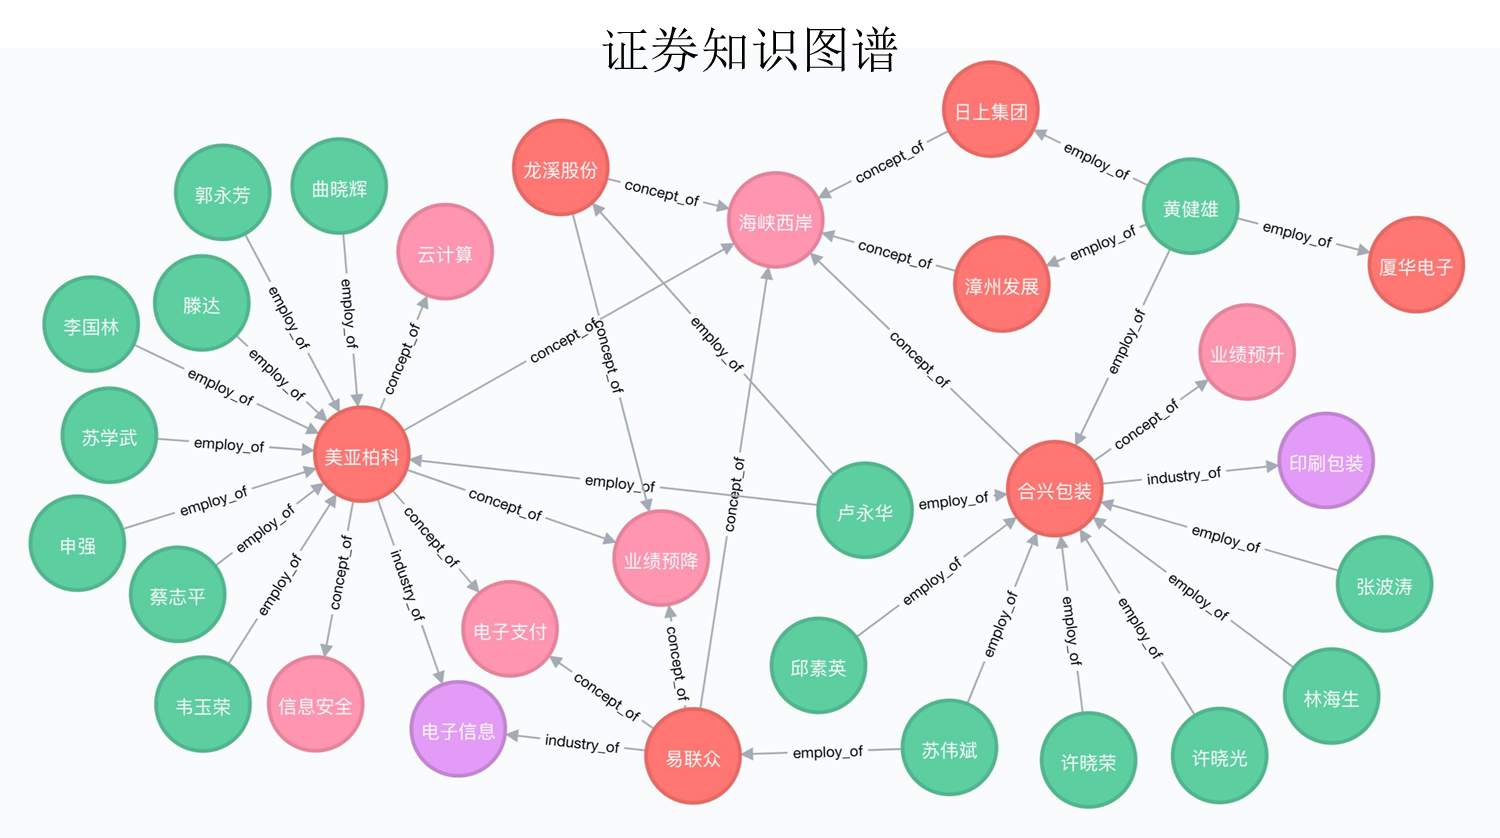 证券知识图谱
日上集团
龙溪股份
concept_of
employ_of
郭永芳
曲晓辉
concept_of
海峡西岸
黄健雄
云计算
concept_of
employ_of
employ_of
厦华电子
漳州发展
滕达
employ_of
employ_of
李国林
employ_of
concept_of
concept_of
concept_of
employ_of
concept_of
employ_of
业绩预升
employ_of
employ_of
苏学武
employ_of
美亚柏科
concept_of
印刷包装
industry_of
employ_of
concept_of
employ_of
concept_of
卢永华
employ_of
合兴包装
申强
employ_of
concept_of
employ_of
业绩预降
蔡志平
employ_of
concept_of
industry_of
employ_of
employ_of
employ_of
employ_of
employ_of
张波涛
电子支付
concept_of
邱素英
韦玉荣
信息安全
电子信息
concept_of
林海生
industry_of
易联众
employ_of
苏伟斌
许晓荣
许晓光